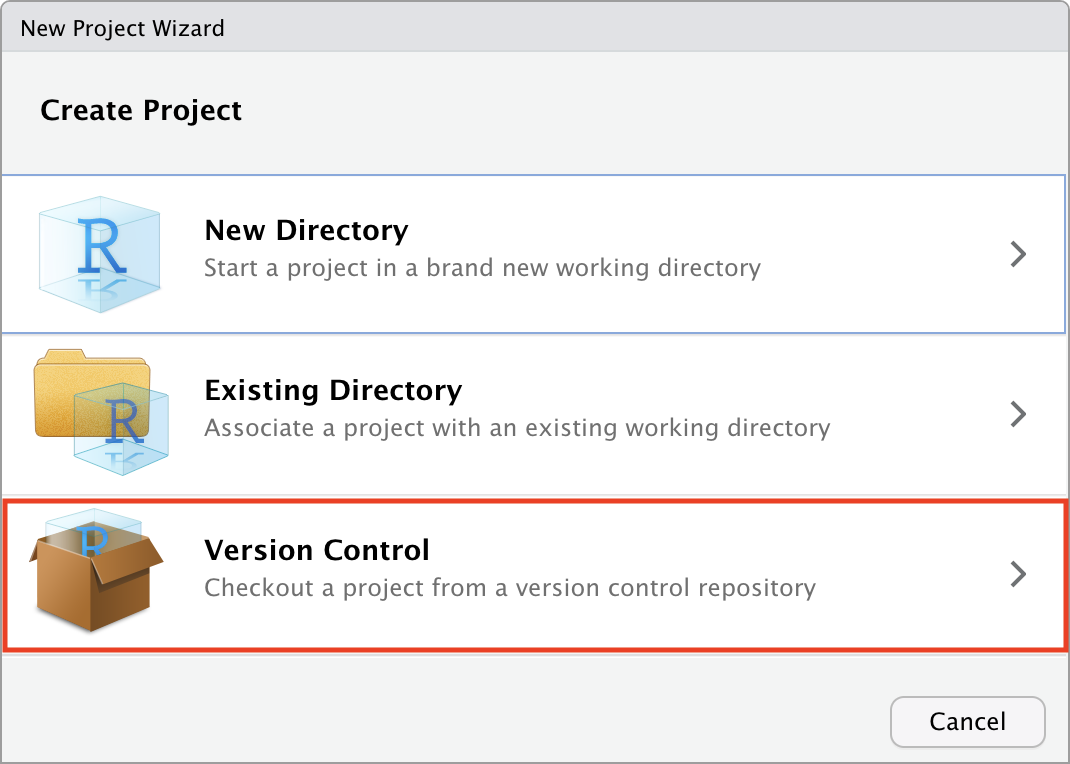 New Project Wizard
Create Project
R
New Directory
Start a project in a brand new working directory
R
Existing Directory
Associate a project with an existing working directory
R
Version Control
Checkout a project from a version control repository
Cancel